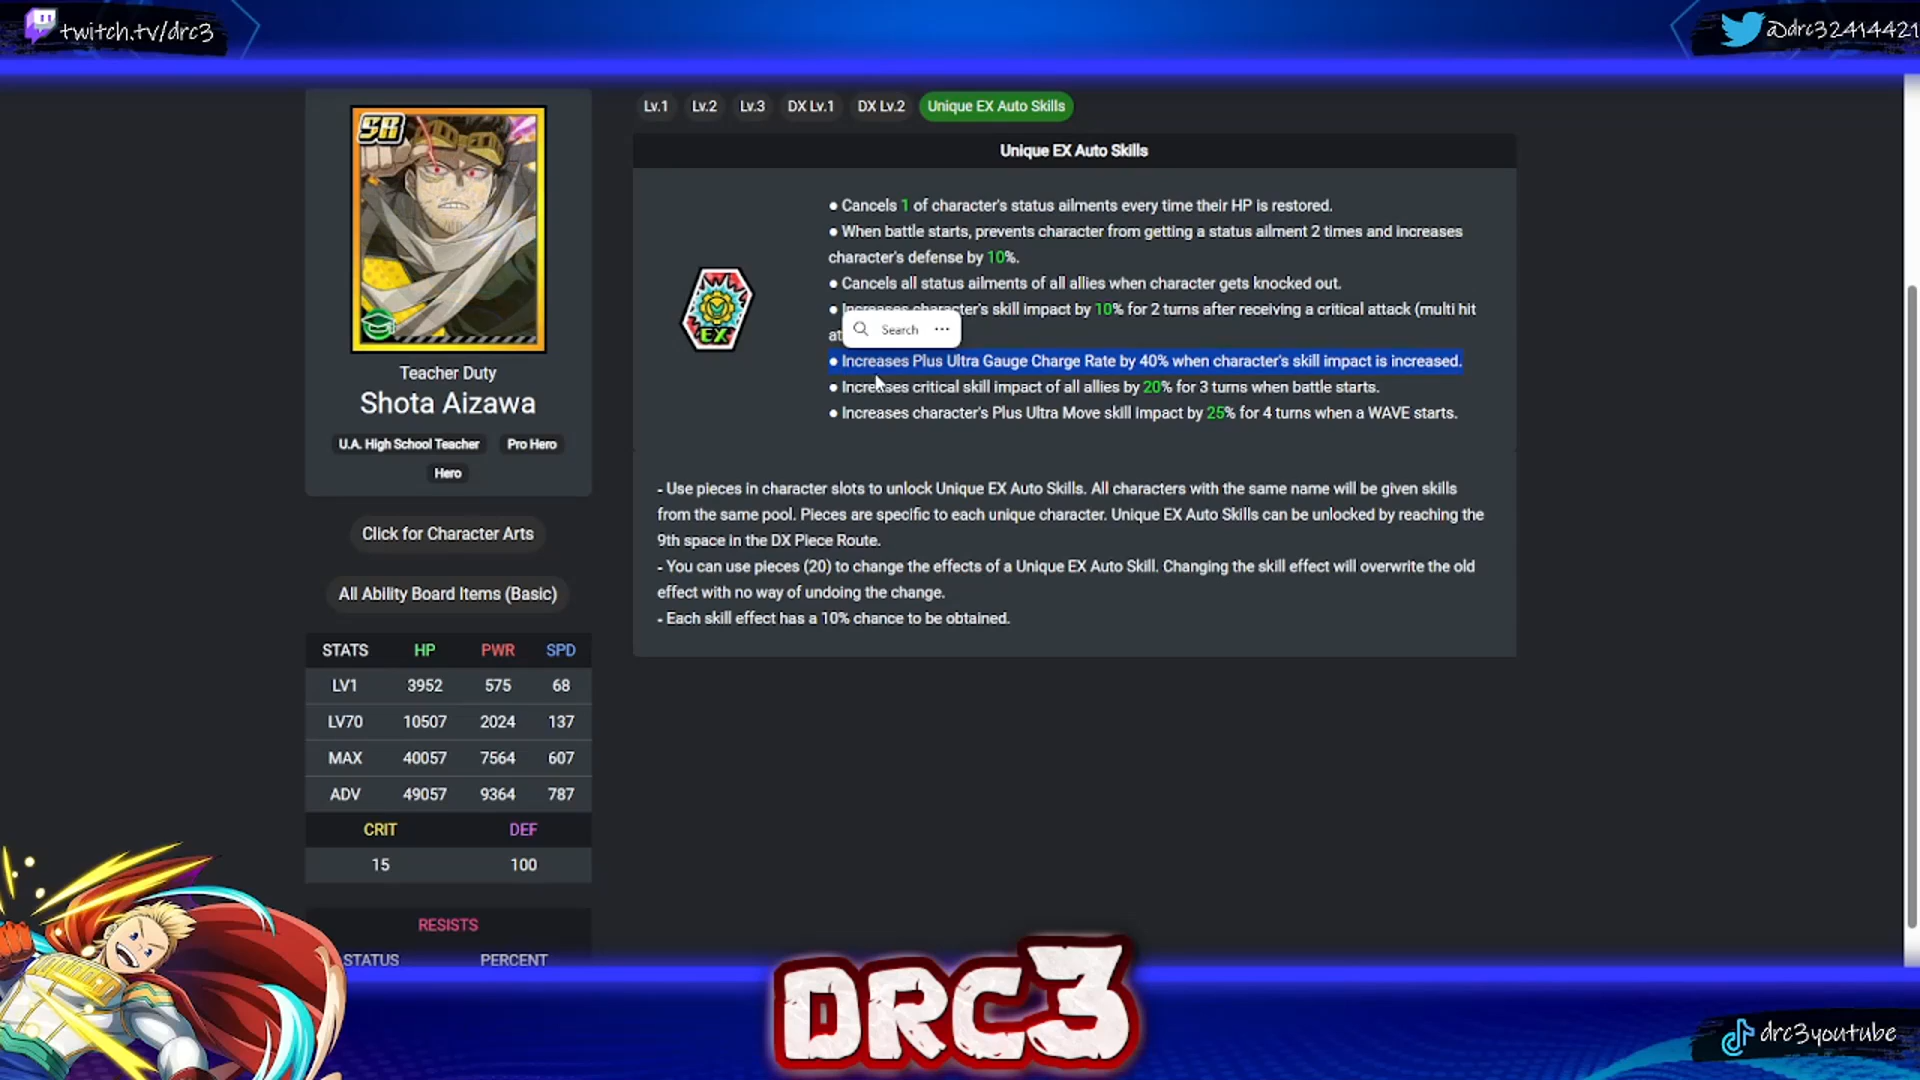 twitch.tv/drc3
@drc32414421
SR
Teacher Duty
Shota Aizawa
U.A. High School Teacher
Pro Hero
Hero
Click for Character Arts
All Ability Board Items (Basic)
STATS HP PWR SPD
LV1 3952 575 68
LV70 10507 2024 137
MAX 40057 7564 607
ADV 49057 9364 787
CRIT DEF
15 100
RESISTS
STATUS PERCENT
Lv.1 Lv.2 Lv.3 DX Lv.1 DX Lv.2 Unique EX Auto Skills
Unique EX Auto Skills
EX
● Cancels 1 of character's status ailments every time their HP is restored.
● When battle starts, prevents character from getting a status ailment 2 times and increases
character's defense by 10%.
● Cancels all status ailments of all allies when character gets knocked out.
● Increases character's skill impact by 10% for 2 turns after receiving a critical attack (multi hit
Search ···
● Increases Plus Ultra Gauge Charge Rate by 40% when character's skill impact is increased.
● Increases critical skill impact of all allies by 20% for 3 turns when battle starts.
● Increases character's Plus Ultra Move skill impact by 25% for 4 turns when a WAVE starts.
- Use pieces in character slots to unlock Unique EX Auto Skills. All characters with the same name will be given skills
from the same pool. Pieces are specific to each unique character. Unique EX Auto Skills can be unlocked by reaching the
9th space in the DX Piece Route.
- You can use pieces (20) to change the effects of a Unique EX Auto Skill. Changing the skill effect will overwrite the old
effect with no way of undoing the change.
- Each skill effect has a 10% chance to be obtained.
DRC3
drc3youtube